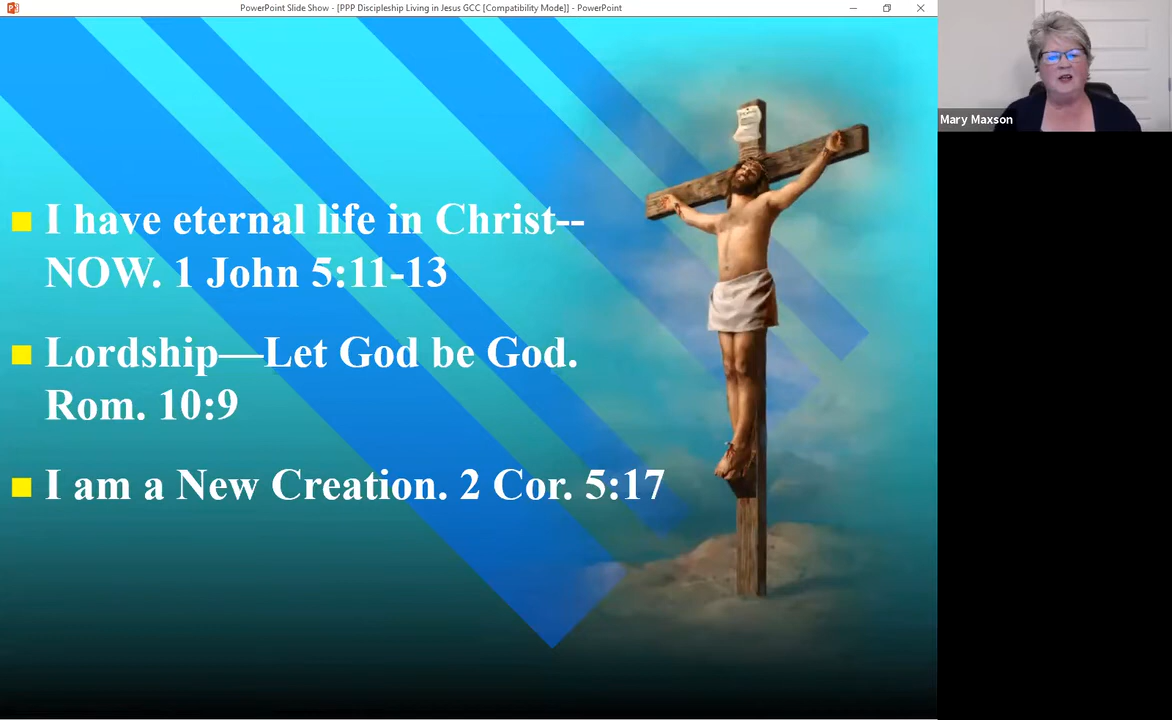 PowerPoint Slide Show - [PPP Discipleship Living in Jesus GCC [Compatibility Mode]] - PowerPoint
Mary Maxson
I have eternal life in Christ--
NOW. 1 John 5:11-13
Lordship—Let God be God.
Rom. 10:9
I am a New Creation. 2 Cor. 5:17